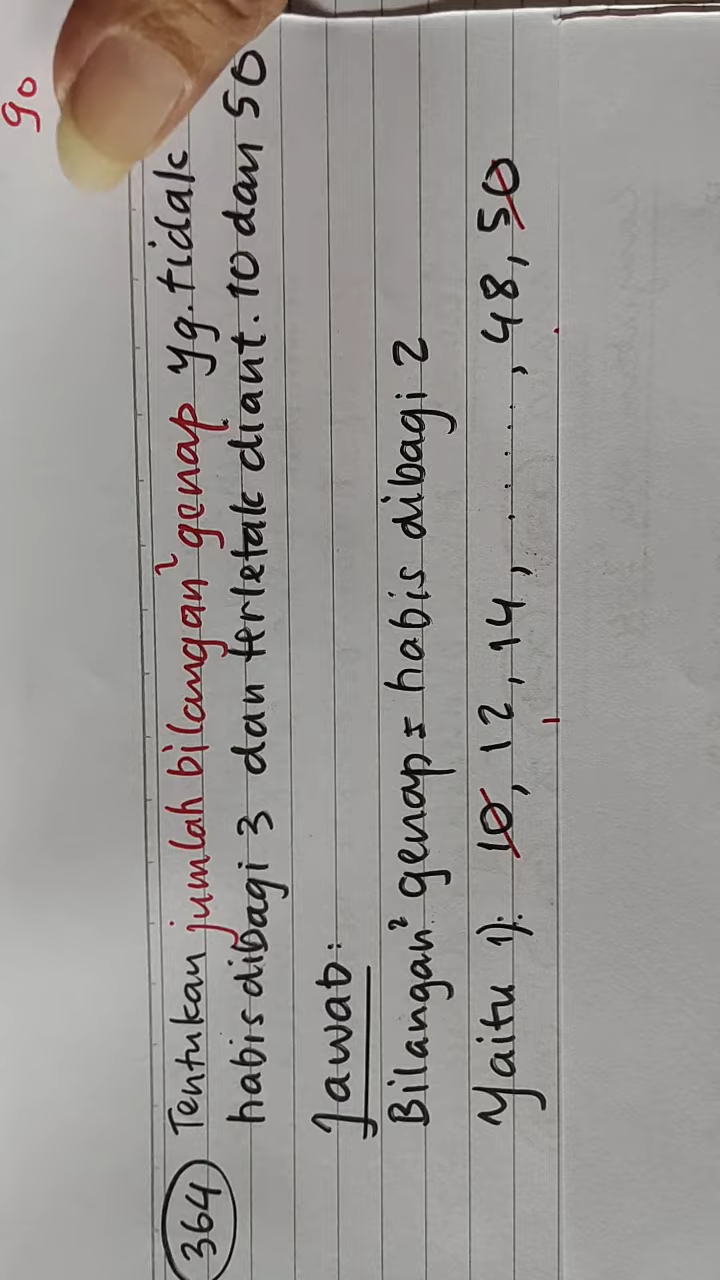 90
364 Tentukan jumlah bilangan² genap yg. tidak
habis dibagi 3 dan terletak diant. 10 dan 50
Jawab:
Bilangan² genap = habis dibagi 2
Yaitu 1). 10, 12, 14, ......., 48, 50